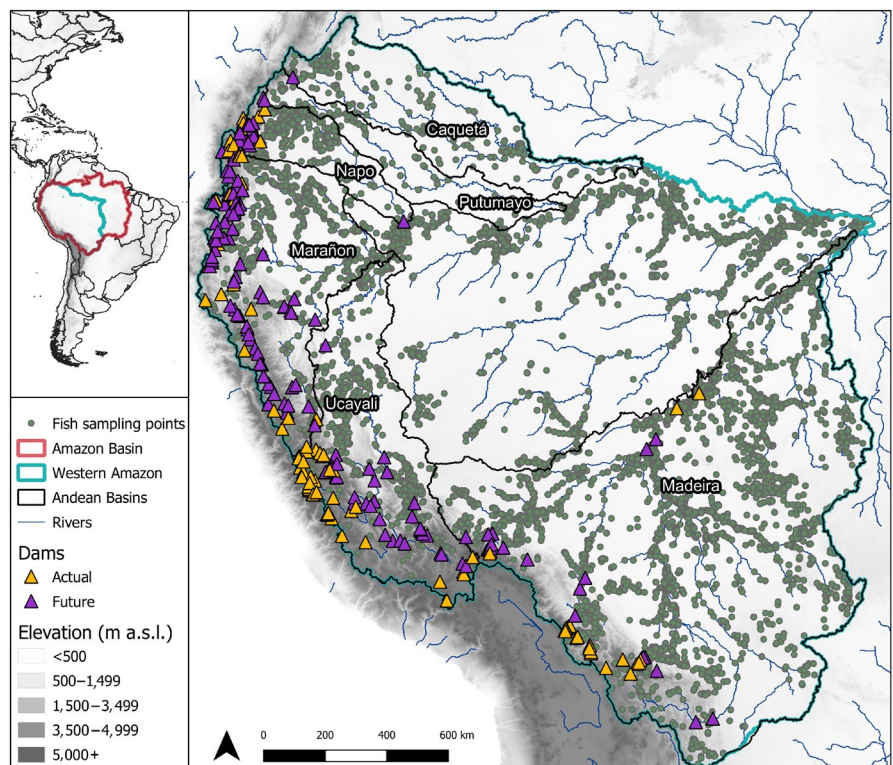 Caquetá
Napo
Putumayo
Marañon
Ucayali
Madeira
Fish sampling points
Amazon Basin
Western Amazon
Andean Basins
Rivers
Dams
Actual
Future
Elevation (m a.s.l.)
<500
500–1,499
1,500–3,499
3,500–4,999
5,000+
0 200 400 600 km